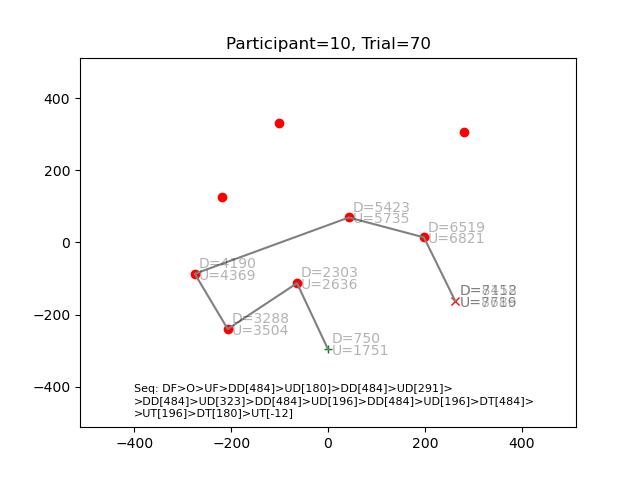 Participant=10, Trial=70
400
200
0
−200
−400
D=5423
U=5735
D=6519
U=6821
D=4190
U=4369
D=2303
U=2636
D=3288
U=3504
D=750
U=1751
Seq: DF>O>UF>DD[484]>UD[180]>DD[484]>UD[291]>
>DD[484]>UD[323]>DD[484]>UD[196]>DD[484]>UD[196]>DT[484]>
>UT[196]>DT[180]>UT[-12]
−400 −200 0 200 400